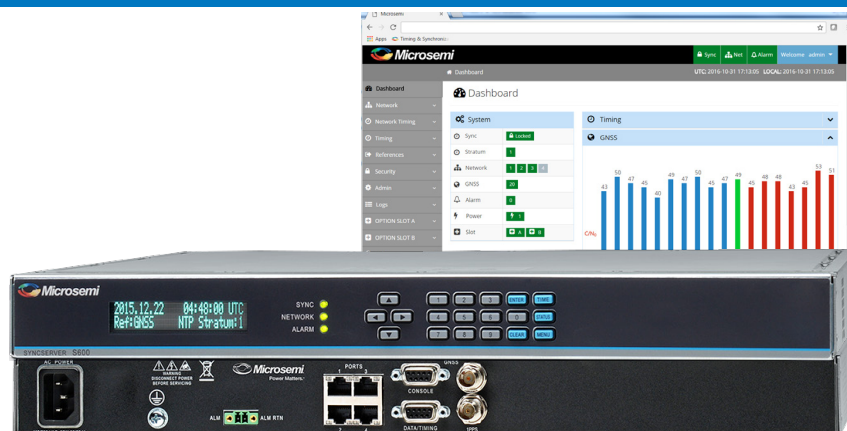 Microsemi
Apps Timing & Synchroni
Microsemi
Sync Net Alarm Welcome admin
Dashboard
UTC: 2016-10-31 17:13:05 LOCAL: 2016-10-31 17:13:05
Dashboard
Network
Network Timing
Timing
References
Security
Admin
Logs
OPTION SLOT A
OPTION SLOT B
Dashboard
System
Sync Locked
Stratum 1
Network 1 2 3 4
GNSS 20
Alarm 0
Power 1
Slot A B
Timing
GNSS
43 50 47 45 40 49 47 50 45 47 49 45 48 48 43 45 53 51
C/N₀
Microsemi
2015.12.22 04:48:00 UTC
Ref:GNSS NTP Stratum:1
SYNC
NETWORK
ALARM
1 2 3 ENTER TIME
4 5 6 0 STATUS
7 8 9 CLEAR MENU
SYNCSERVER S600
AC POWER
WARNING
DISCONNECT POWER
BEFORE SERVICING
Microsemi
Power Matters.
ALM ALM RTN
PORTS
1 3
2 4
CONSOLE
DATA/TIMING
GNSS
1PPS